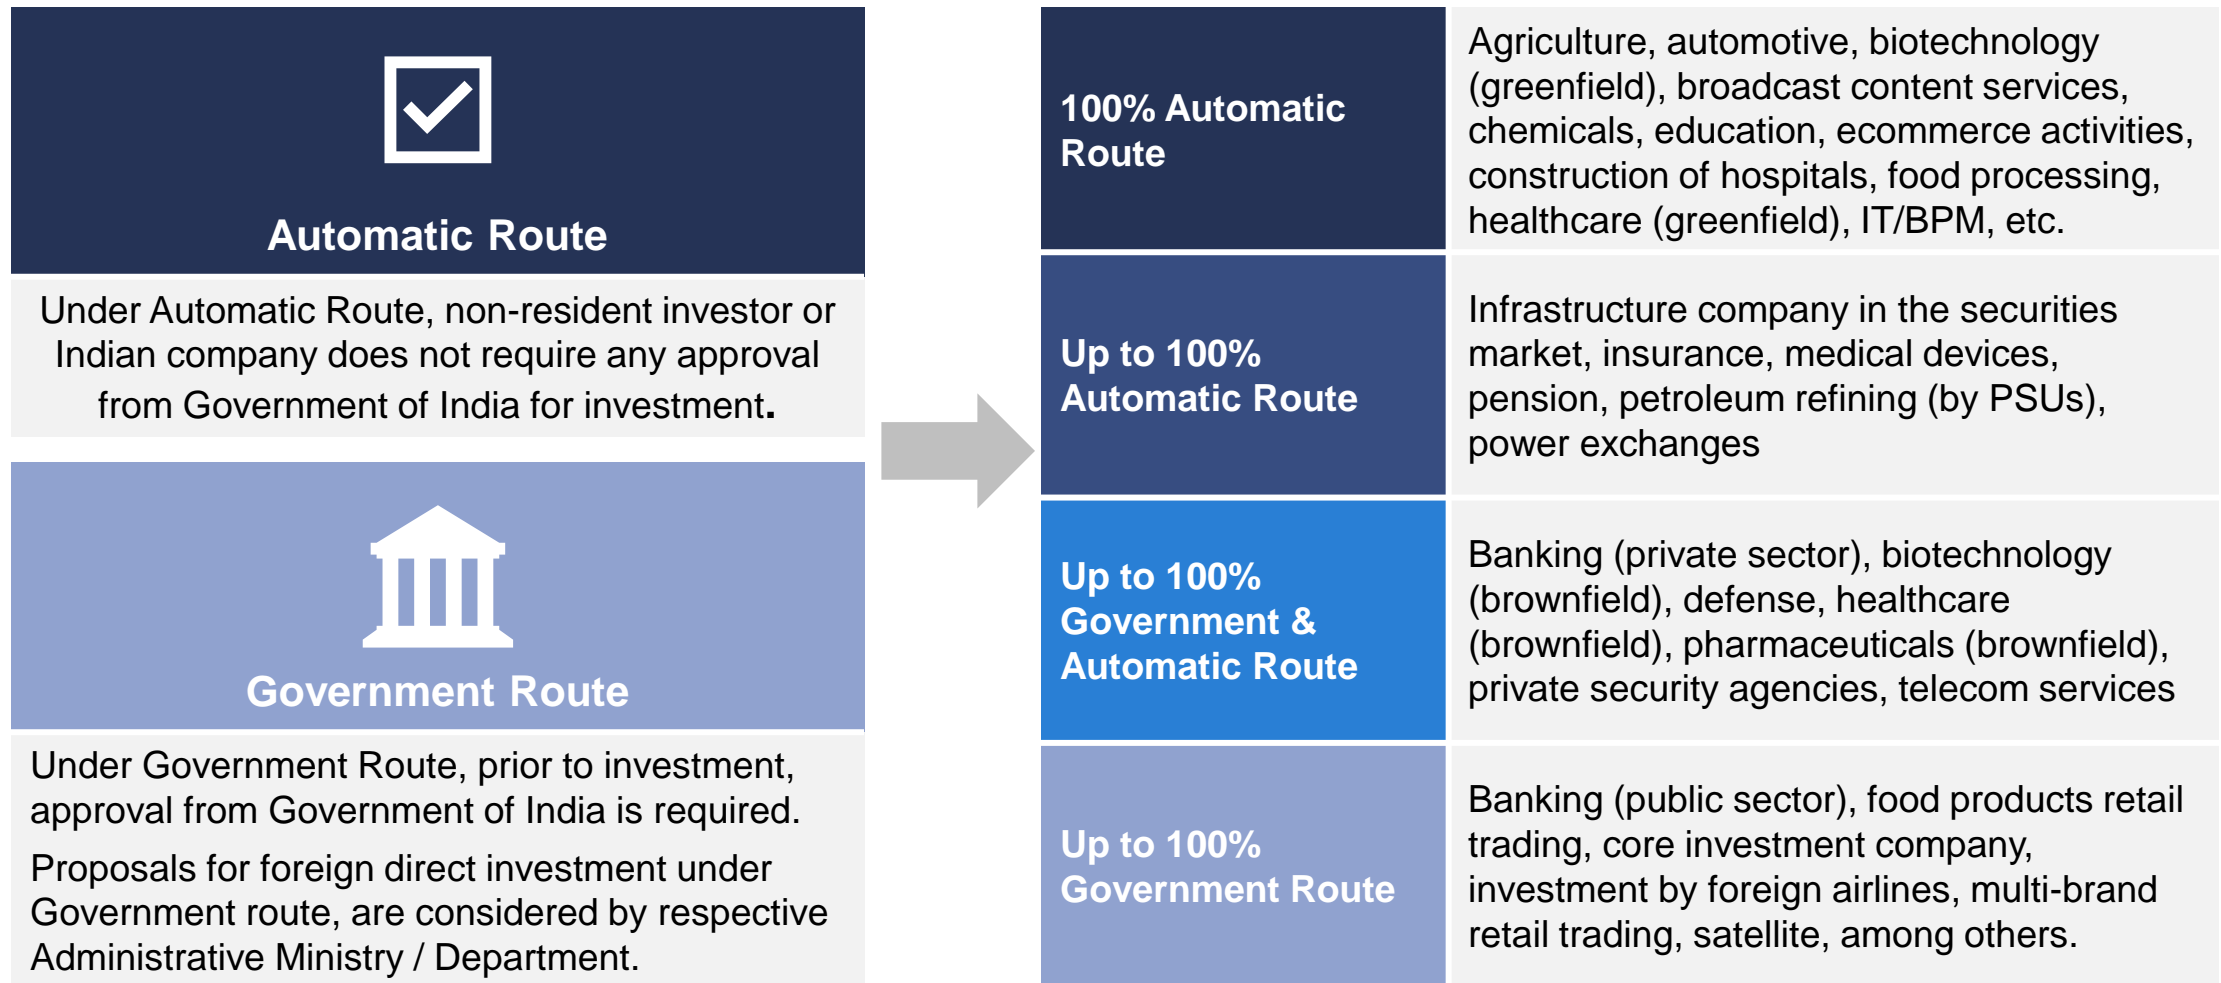 Automatic Route
Under Automatic Route, non-resident investor or
Indian company does not require any approval
from Government of India for investment.
Government Route
Under Government Route, prior to investment,
approval from Government of India is required.
Proposals for foreign direct investment under
Government route, are considered by respective
Administrative Ministry / Department.
100% Automatic
Route
Agriculture, automotive, biotechnology
(greenfield), broadcast content services,
chemicals, education, ecommerce activities,
construction of hospitals, food processing,
healthcare (greenfield), IT/BPM, etc.
Up to 100%
Automatic Route
Infrastructure company in the securities
market, insurance, medical devices,
pension, petroleum refining (by PSUs),
power exchanges
Up to 100%
Government &
Automatic Route
Banking (private sector), biotechnology
(brownfield), defense, healthcare
(brownfield), pharmaceuticals (brownfield),
private security agencies, telecom services
Up to 100%
Government Route
Banking (public sector), food products retail
trading, core investment company,
investment by foreign airlines, multi-brand
retail trading, satellite, among others.